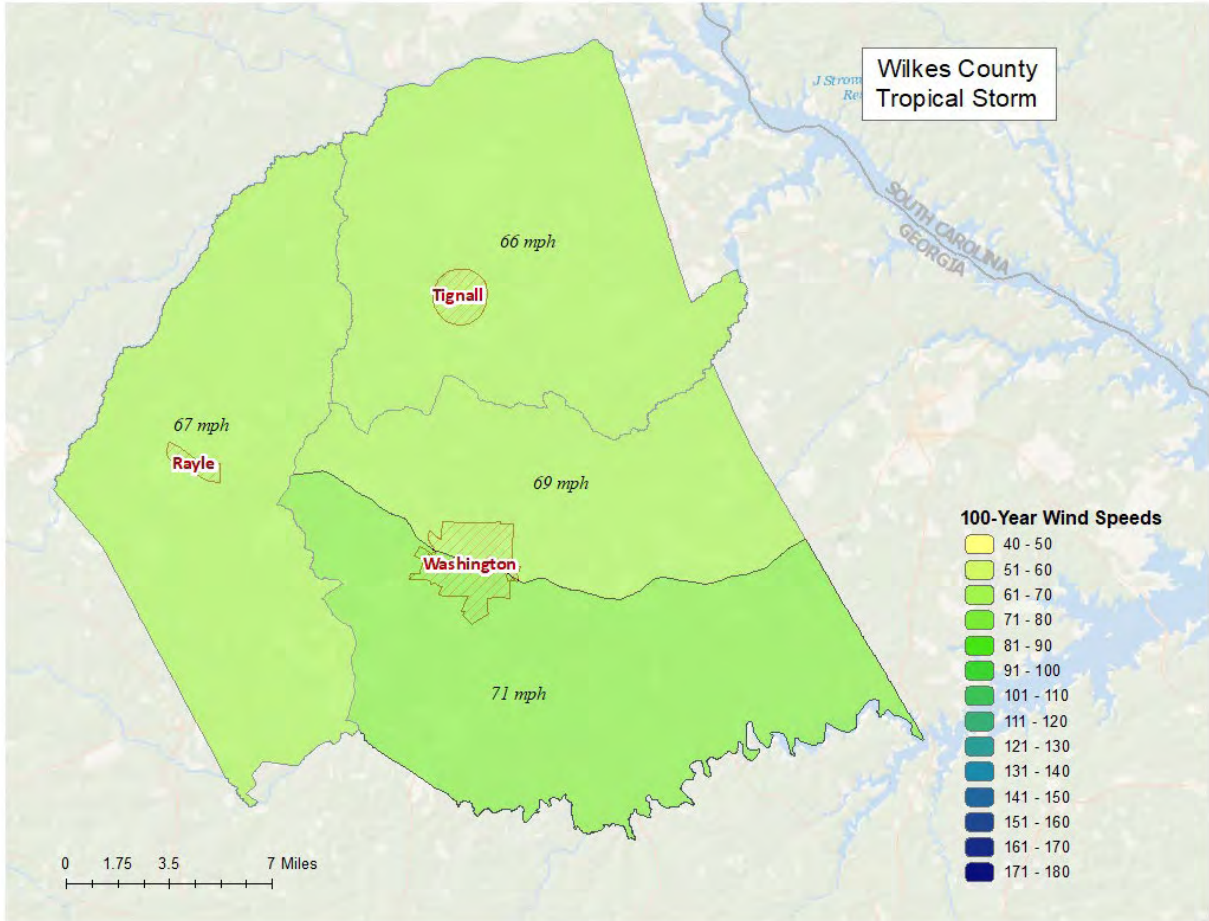 Wilkes County
Tropical Storm
J Strow
Re
SOUTH CAROLINA
GEORGIA
66 mph
Tignall
67 mph
Rayle
69 mph
Washington
71 mph
100-Year Wind Speeds
40 - 50
51 - 60
61 - 70
71 - 80
81 - 90
91 - 100
101 - 110
111 - 120
121 - 130
131 - 140
141 - 150
151 - 160
161 - 170
171 - 180
0 1.75 3.5 7 Miles